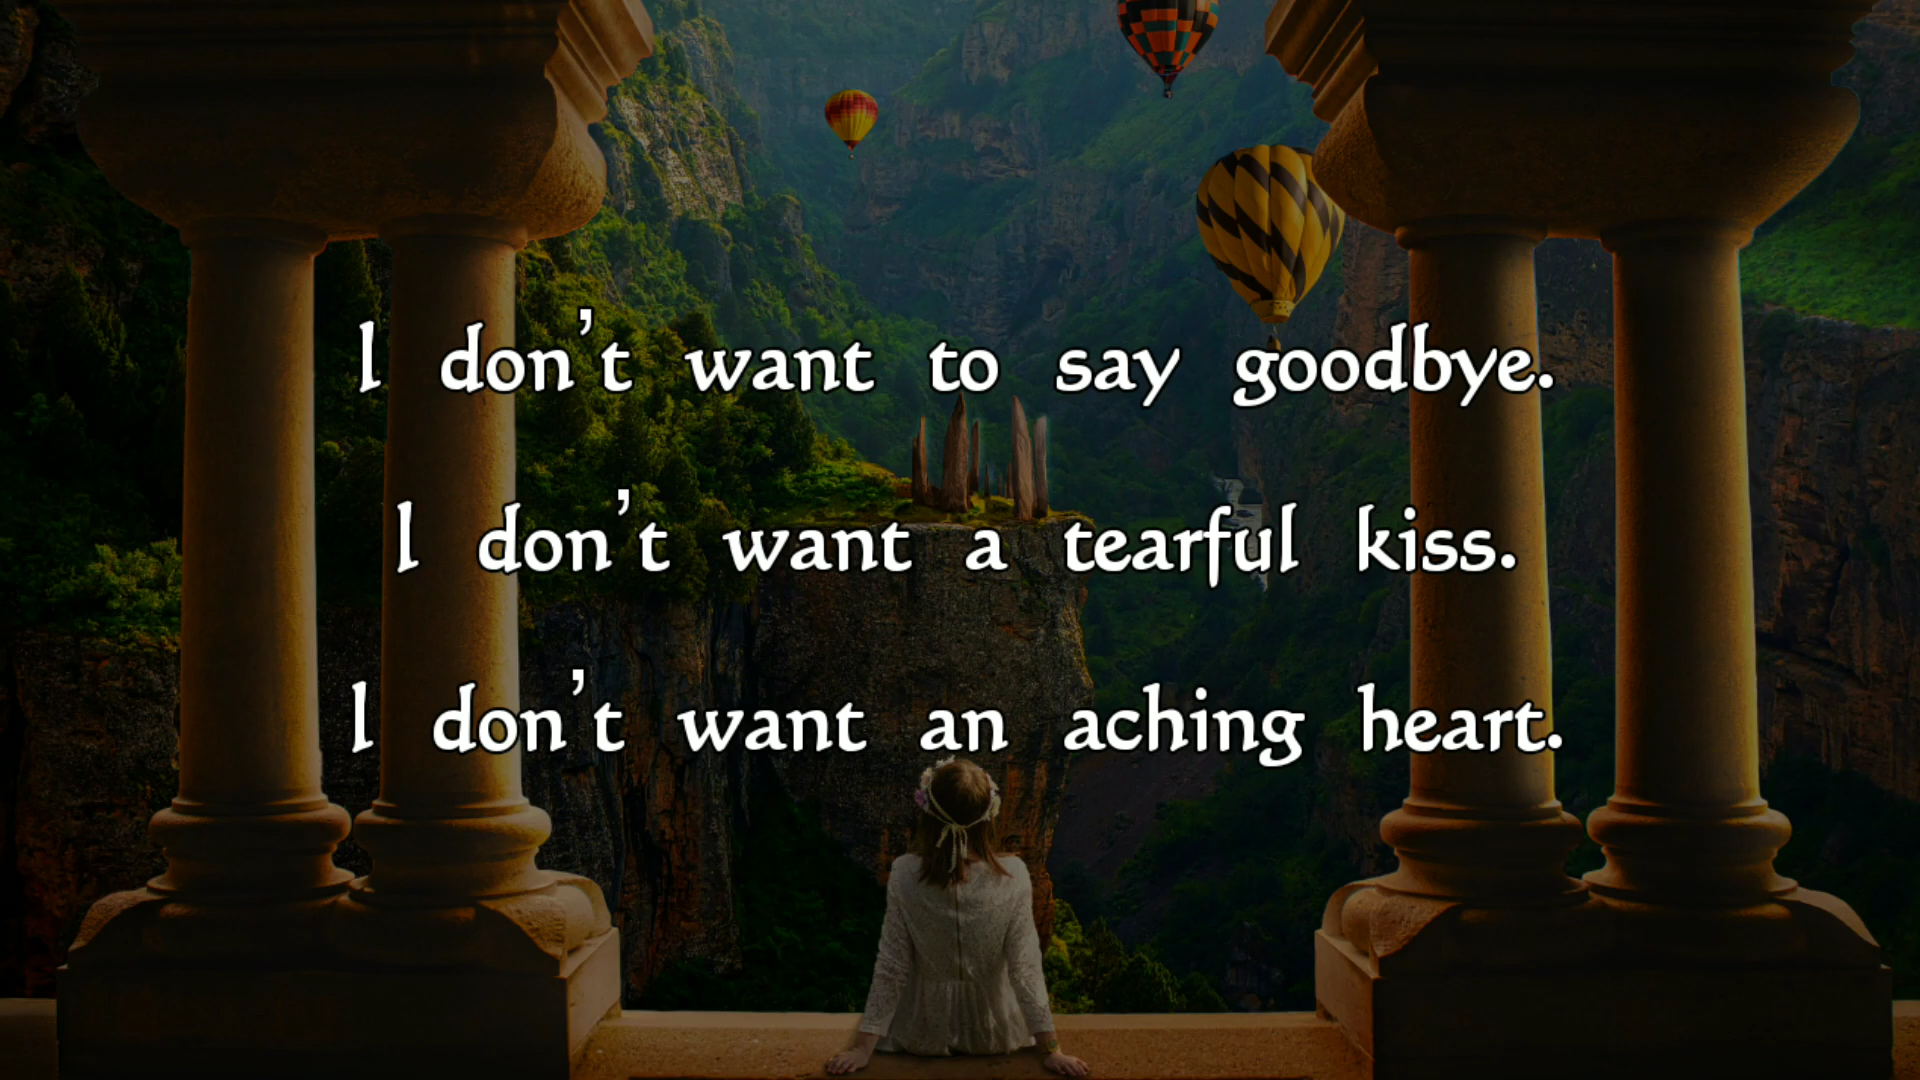 I don't want to say goodbye.
I don't want a tearful kiss.
I don't want an aching heart.